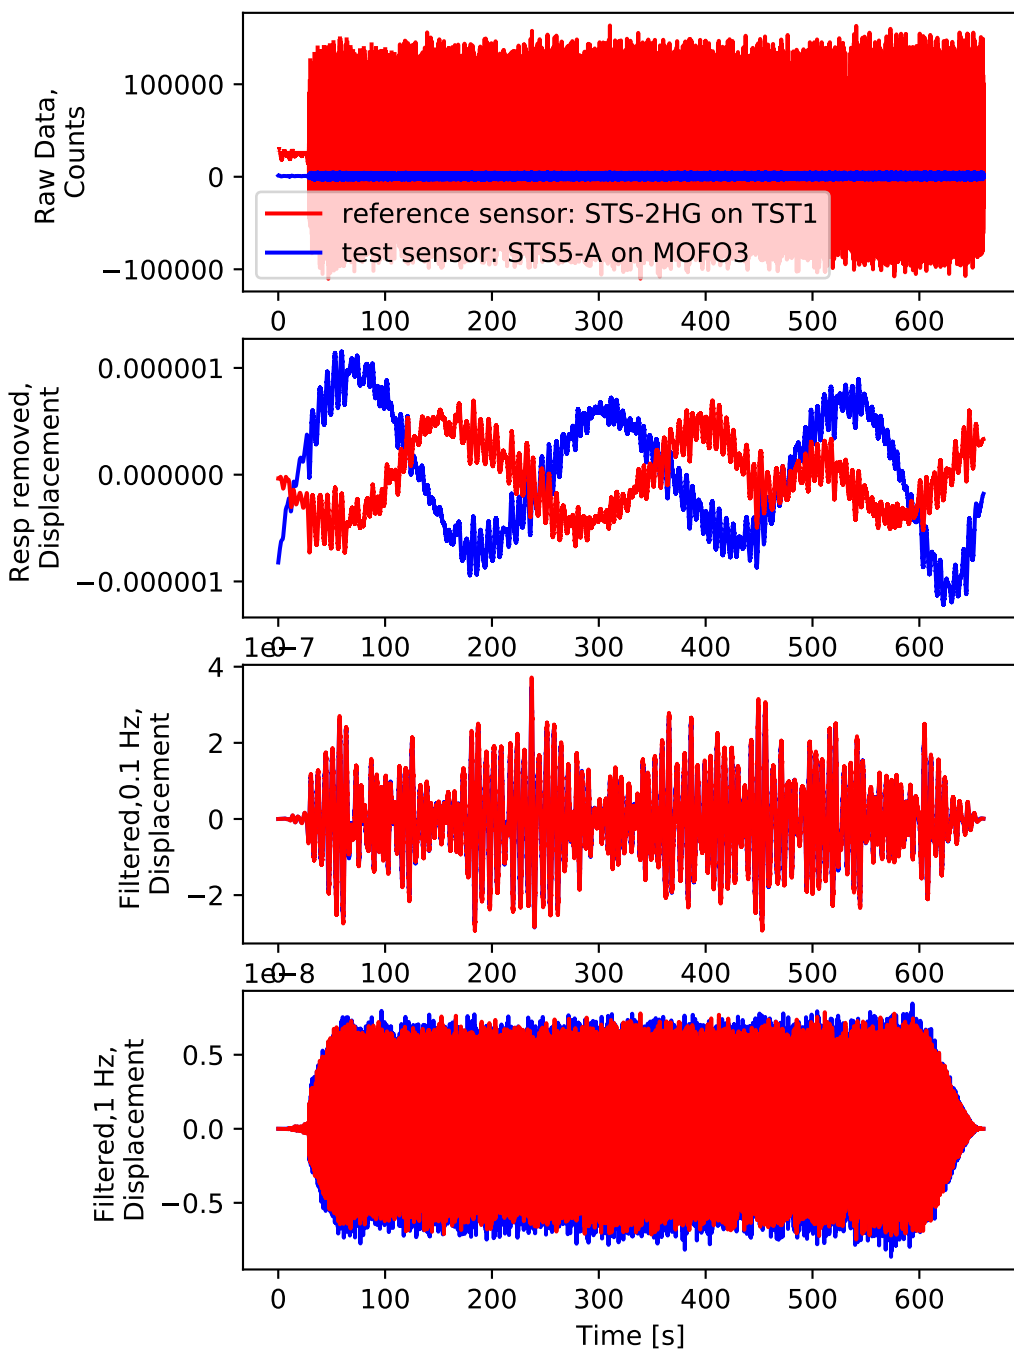 Raw Data,
Counts
100000
0
−100000
reference sensor: STS-2HG on TST1
test sensor: STS5-A on MOFO3
0 100 200 300 400 500 600
Resp removed,
Displacement
0.000001
0.000000
−0.000001
0 100 200 300 400 500 600
1e−7
Filtered,0.1 Hz,
Displacement
4
2
0
−2
0 100 200 300 400 500 600
1e−8
Filtered,1 Hz,
Displacement
0.5
0.0
−0.5
0 100 200 300 400 500 600
Time [s]